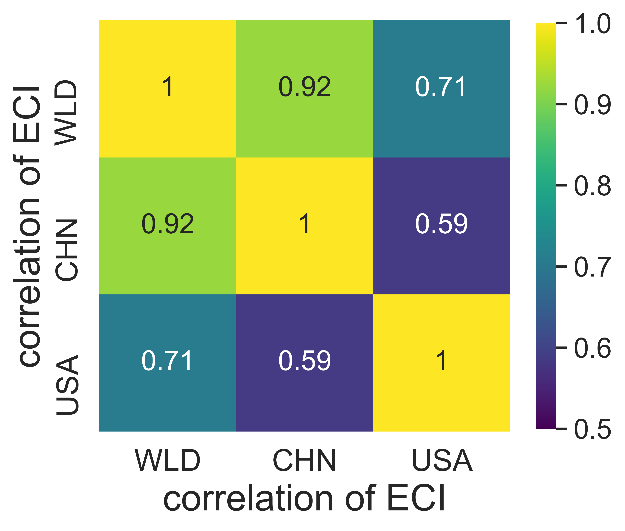 correlation of ECI
WLD
CHN
USA
1 0.92 0.71
0.92 1 0.59
0.71 0.59 1
WLD CHN USA
correlation of ECI
1.0
0.9
0.8
0.7
0.6
0.5